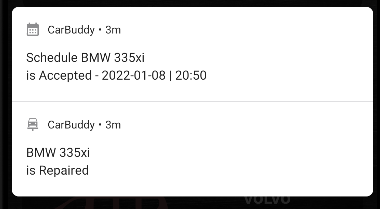 CarBuddy • 3m
Schedule BMW 335xi
is Accepted - 2022-01-08 | 20:50
CarBuddy • 3m
BMW 335xi
is Repaired
VOLVO